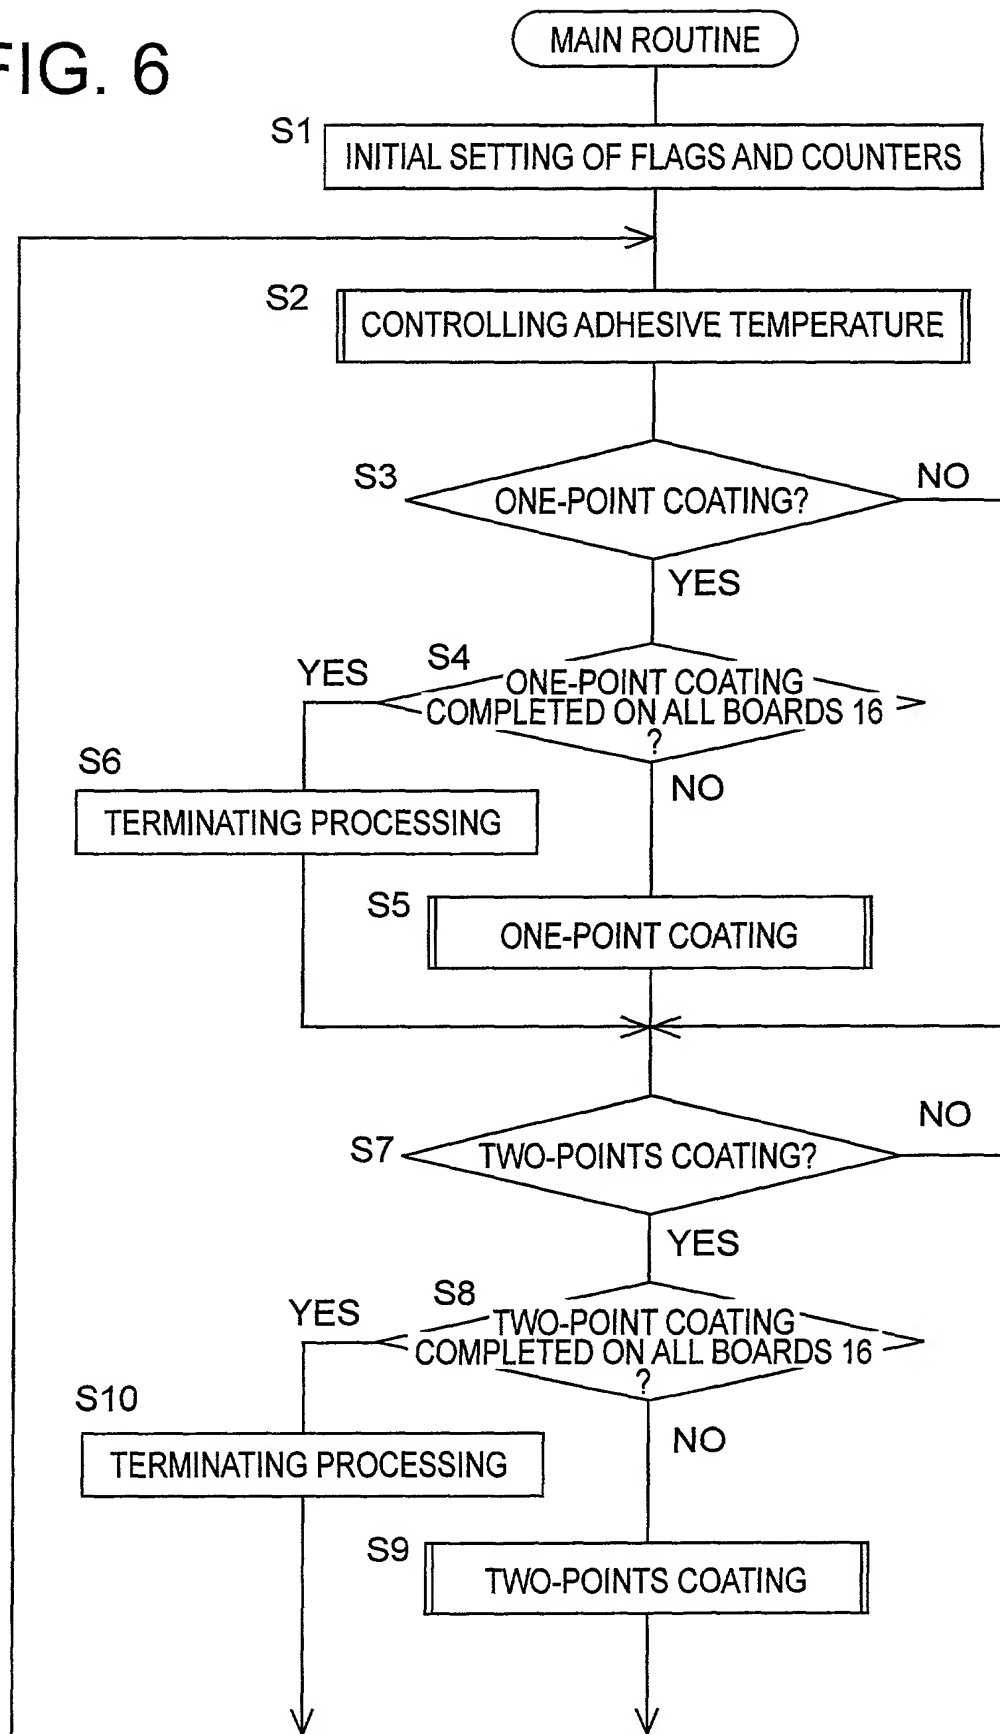 FIG. 6
MAIN ROUTINE
S1
INITIAL SETTING OF FLAGS AND COUNTERS
S2
CONTROLLING ADHESIVE TEMPERATURE
S3
ONE-POINT COATING?
NO
YES
S4
YES
ONE-POINT COATING
COMPLETED ON ALL BOARDS 16
?
NO
S6
TERMINATING PROCESSING
S5
ONE-POINT COATING
S7
TWO-POINTS COATING?
NO
YES
S8
YES
TWO-POINT COATING
COMPLETED ON ALL BOARDS 16
?
NO
S10
TERMINATING PROCESSING
S9
TWO-POINTS COATING